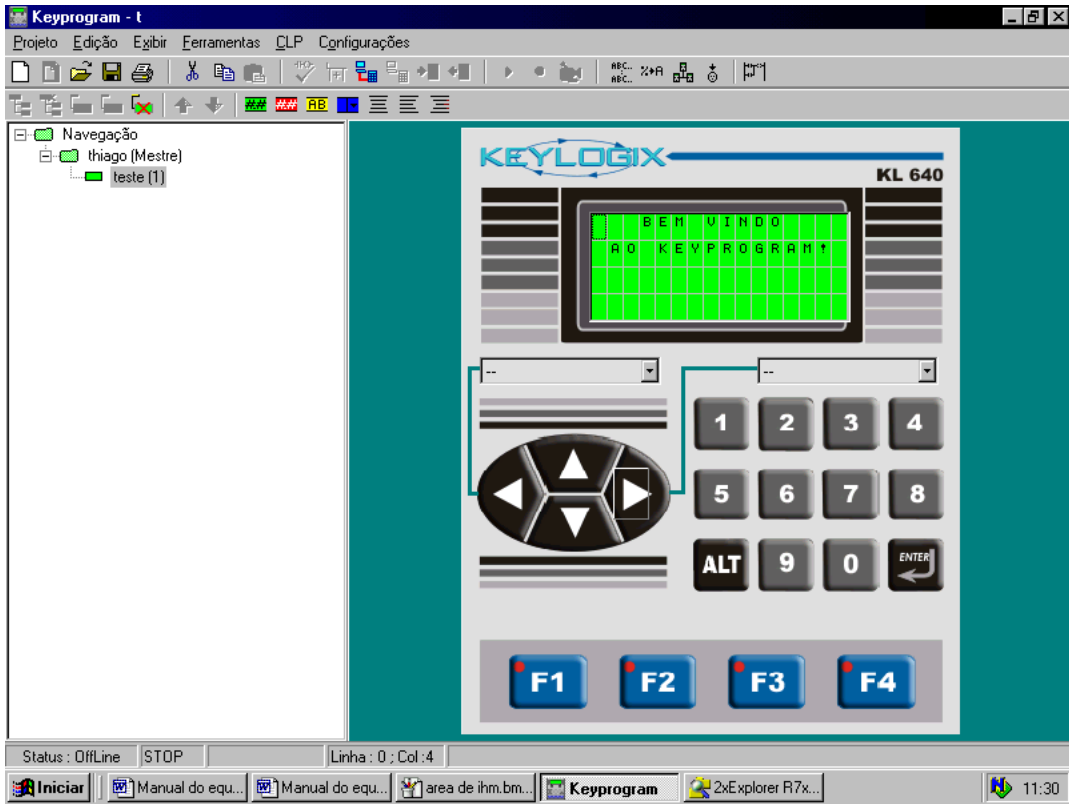 Keyprogram - t
Projeto Edição Exibir Ferramentas CLP Configurações
ABC.. ABC.. %+A
##.## ##.## AB
Navegação
thiago (Mestre)
teste (1)
KEYLOGIX
KL 640
BEM VINDO
AO KEYPROGRAM!
-- --
1 2 3 4
5 6 7 8
ALT 9 0 ENTER
F1 F2 F3 F4
Status : OffLine STOP Linha : 0 ; Col :4
Iniciar Manual do equ... Manual do equ... area de ihm.bm... Keyprogram 2xExplorer R7x... 11:30